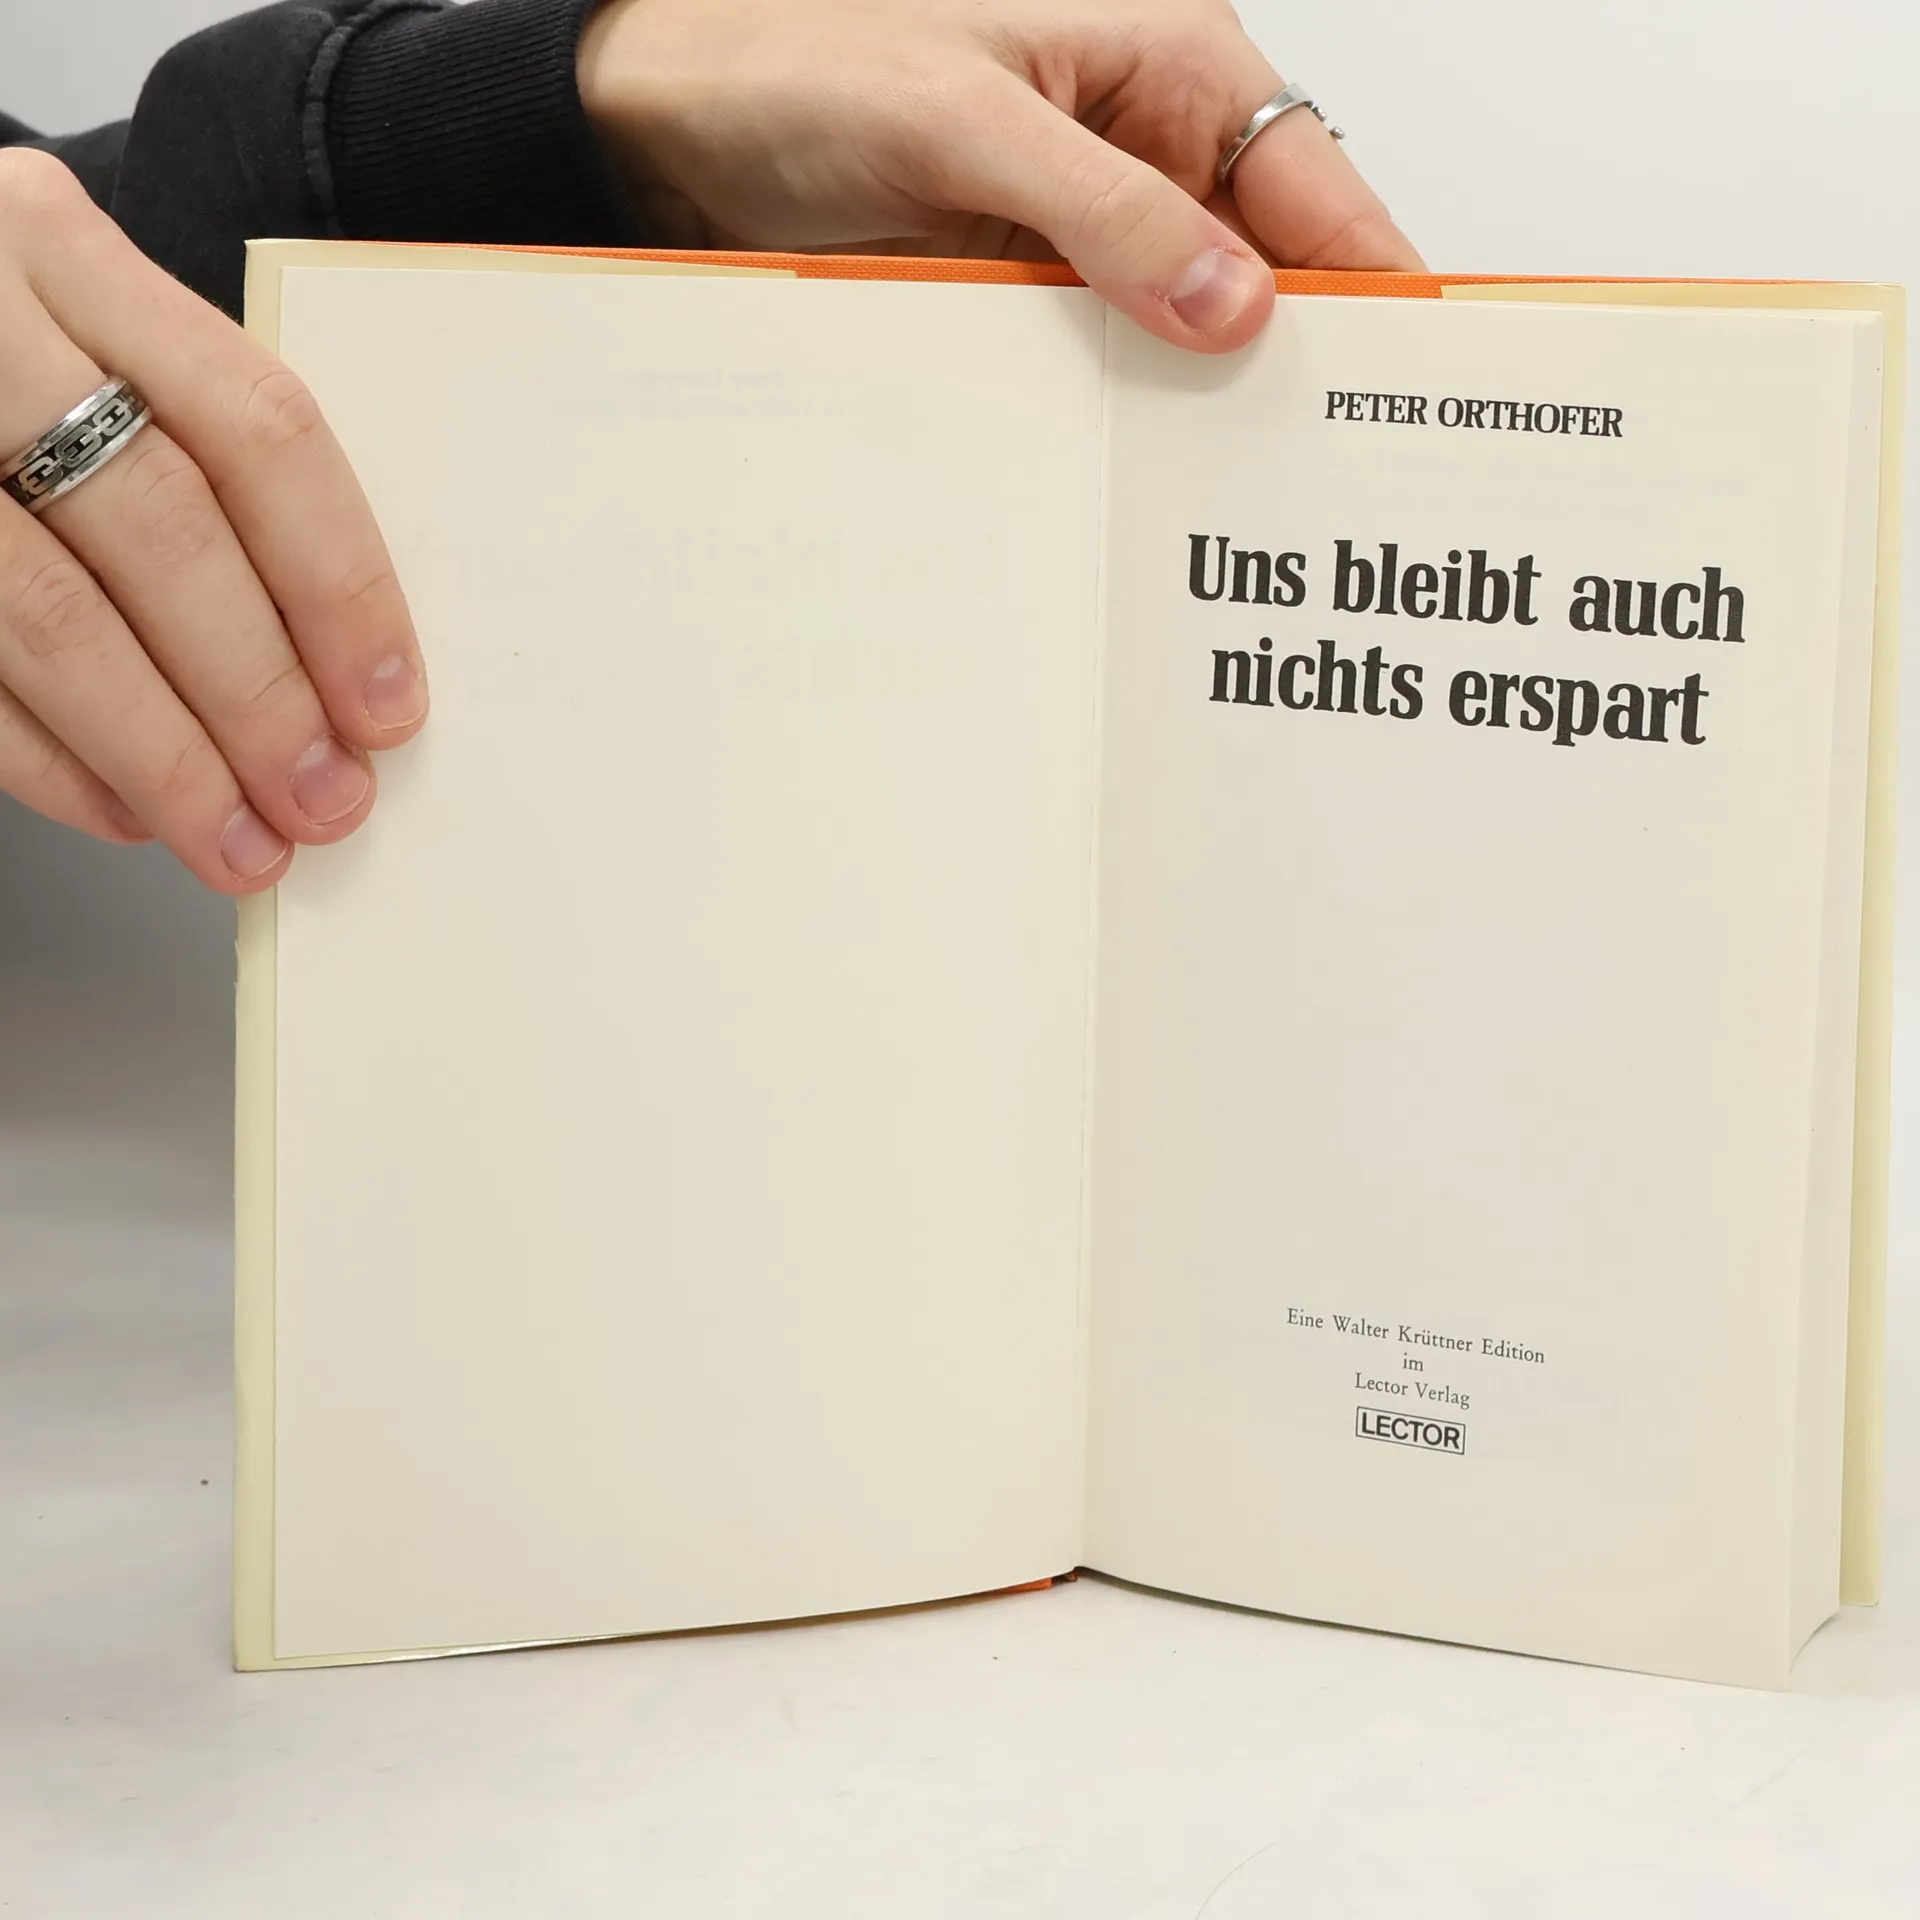 PETER ORTHOFER
Uns bleibt auch
nichts erspart
Eine Walter Krüttner Edition
im
Lector Verlag
LECTOR